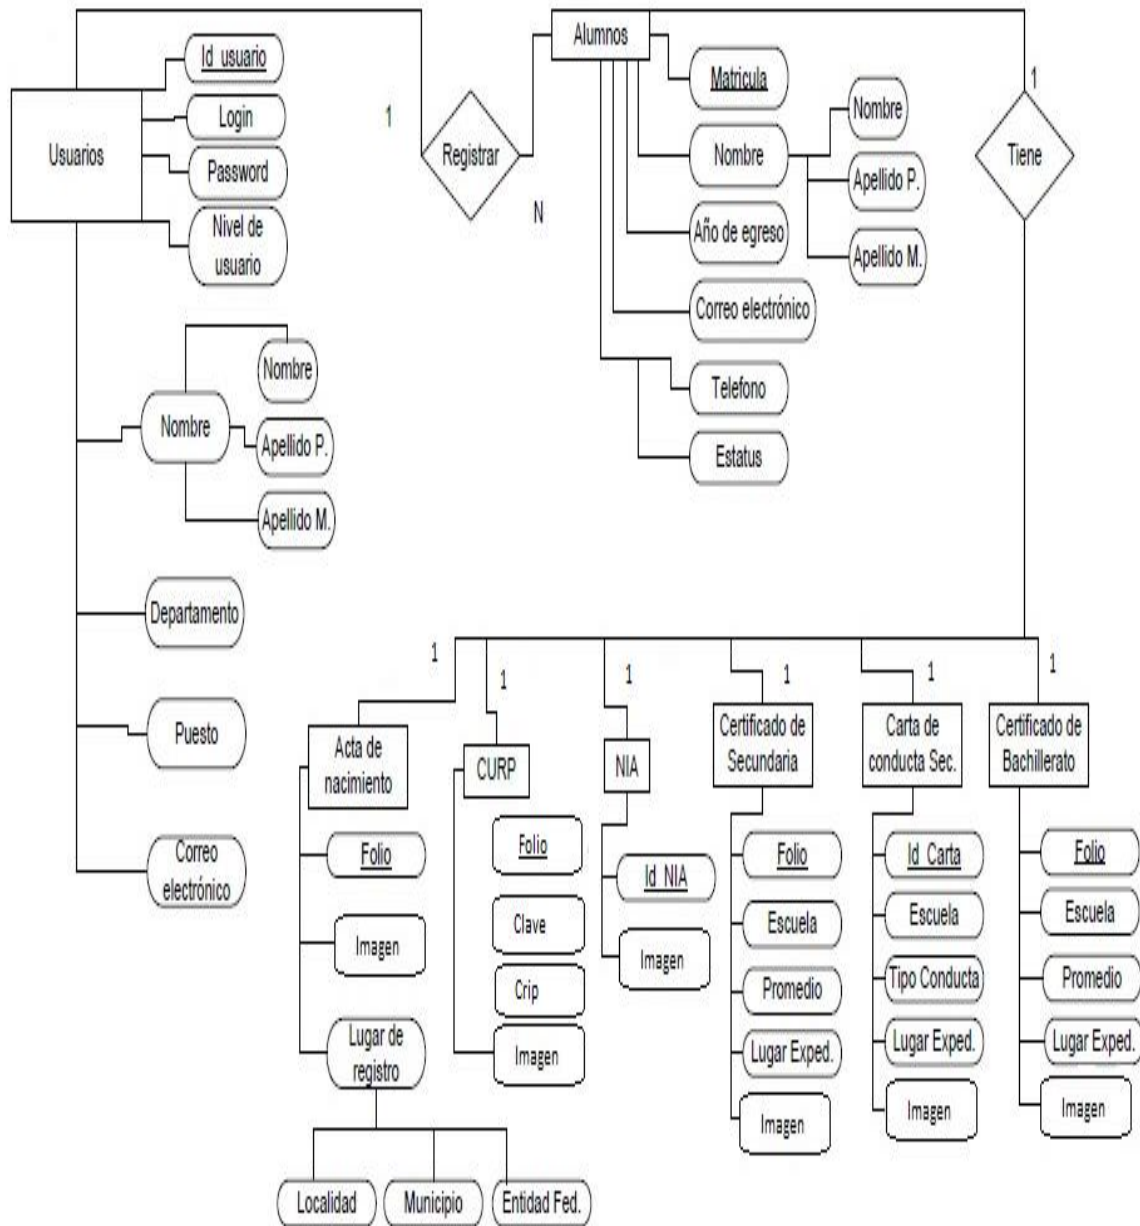 Usuarios
Id usuario
Login
Password
Nivel de
usuario
Nombre
Nombre
Apellido P.
Apellido M.
Departamento
Puesto
Correo
electrónico
1
Registrar
N
Alumnos
Matricula
Nombre
Nombre
Apellido P.
Apellido M.
Año de egreso
Correo electrónico
Telefono
Estatus
1
Tiene
1
Acta de
nacimiento
Folio
Imagen
Lugar de
registro
Localidad
Municipio
Entidad Fed.
1
CURP
Folio
Clave
Crip
Imagen
1
NIA
Id NIA
Imagen
1
Certificado de
Secundaria
Folio
Escuela
Promedio
Lugar Exped.
Imagen
1
Carta de
conducta Sec.
Id Carta
Escuela
Tipo Conducta
Lugar Exped.
Imagen
1
Certificado de
Bachillerato
Folio
Escuela
Promedio
Lugar Exped.
Imagen